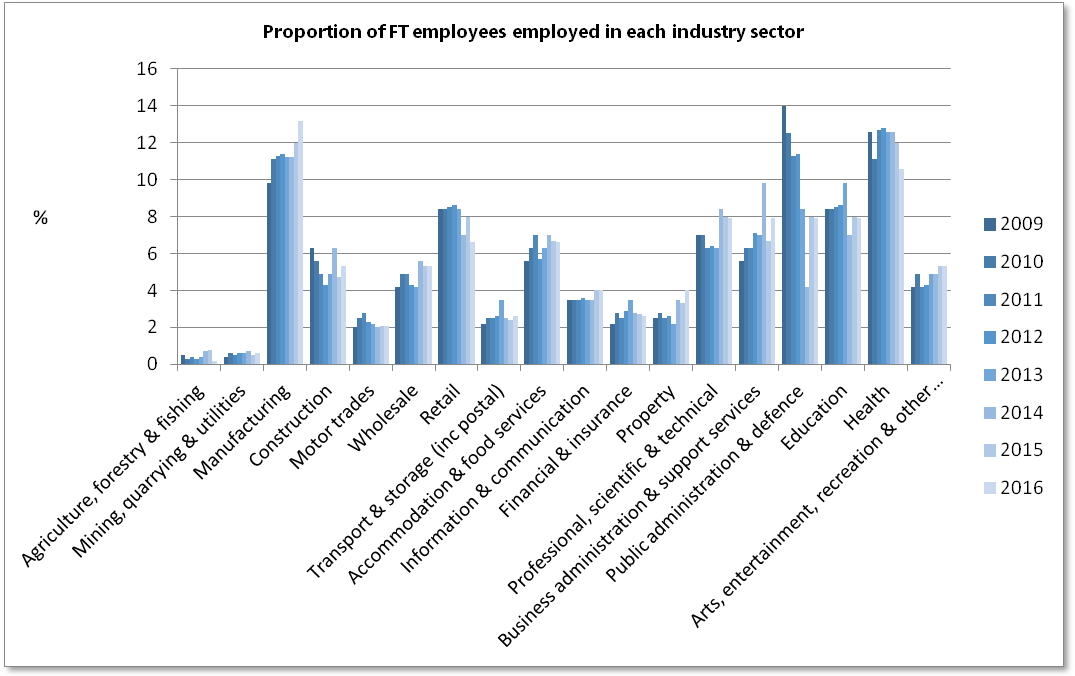 Proportion of FT employees employed in each industry sector
16
14
12
10
8
6
4
2
0
%
Agriculture, forestry & fishing
Mining, quarrying & utilities
Manufacturing
Construction
Motor trades
Wholesale
Retail
Transport & storage (inc postal)
Accommodation & food services
Information & communication
Financial & insurance
Property
Professional, scientific & technical
Business administration & support services
Public administration & defence
Education
Health
Arts, entertainment, recreation & other...
2009
2010
2011
2012
2013
2014
2015
2016